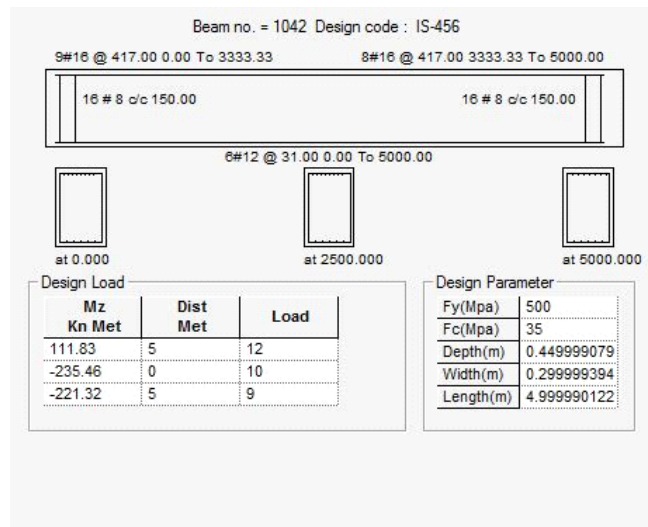 Beam no. = 1042 Design code : IS-456
9#16 @ 417.00 0.00 To 3333.33 8#16 @ 417.00 3333.33 To 5000.00
16 # 8 c/c 150.00 16 # 8 c/c 150.00
6#12 @ 31.00 0.00 To 5000.00
at 0.000 at 2500.000 at 5000.000
Design Load
Mz Kn Met Dist Met Load
111.83 5 12
-235.46 0 10
-221.32 5 9
Design Parameter
Fy(Mpa) 500
Fc(Mpa) 35
Depth(m) 0.449999079
Width(m) 0.299999394
Length(m) 4.999990122